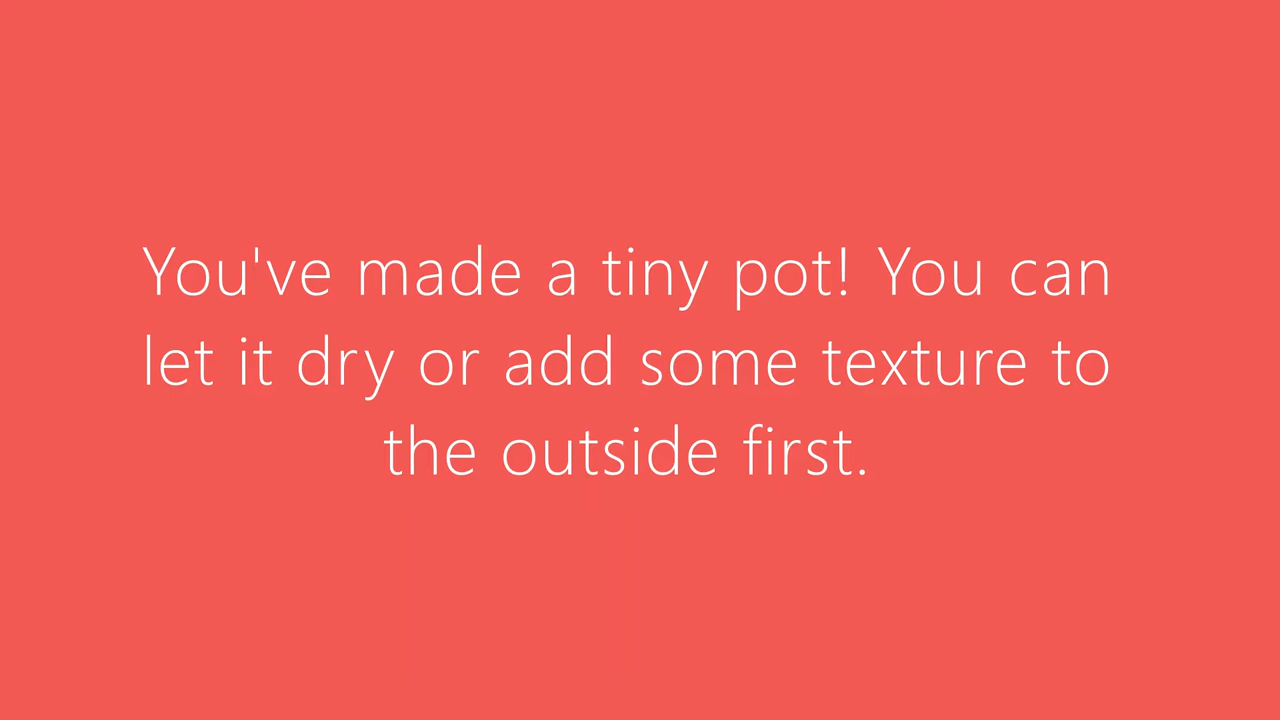 You've made a tiny pot! You can
let it dry or add some texture to
the outside first.